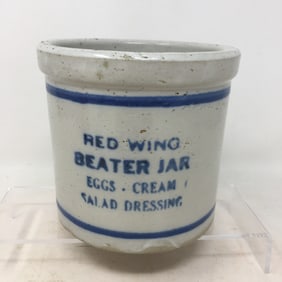 RED WING
BEATER JAR
EGGS · CREAM
SALAD DRESSING